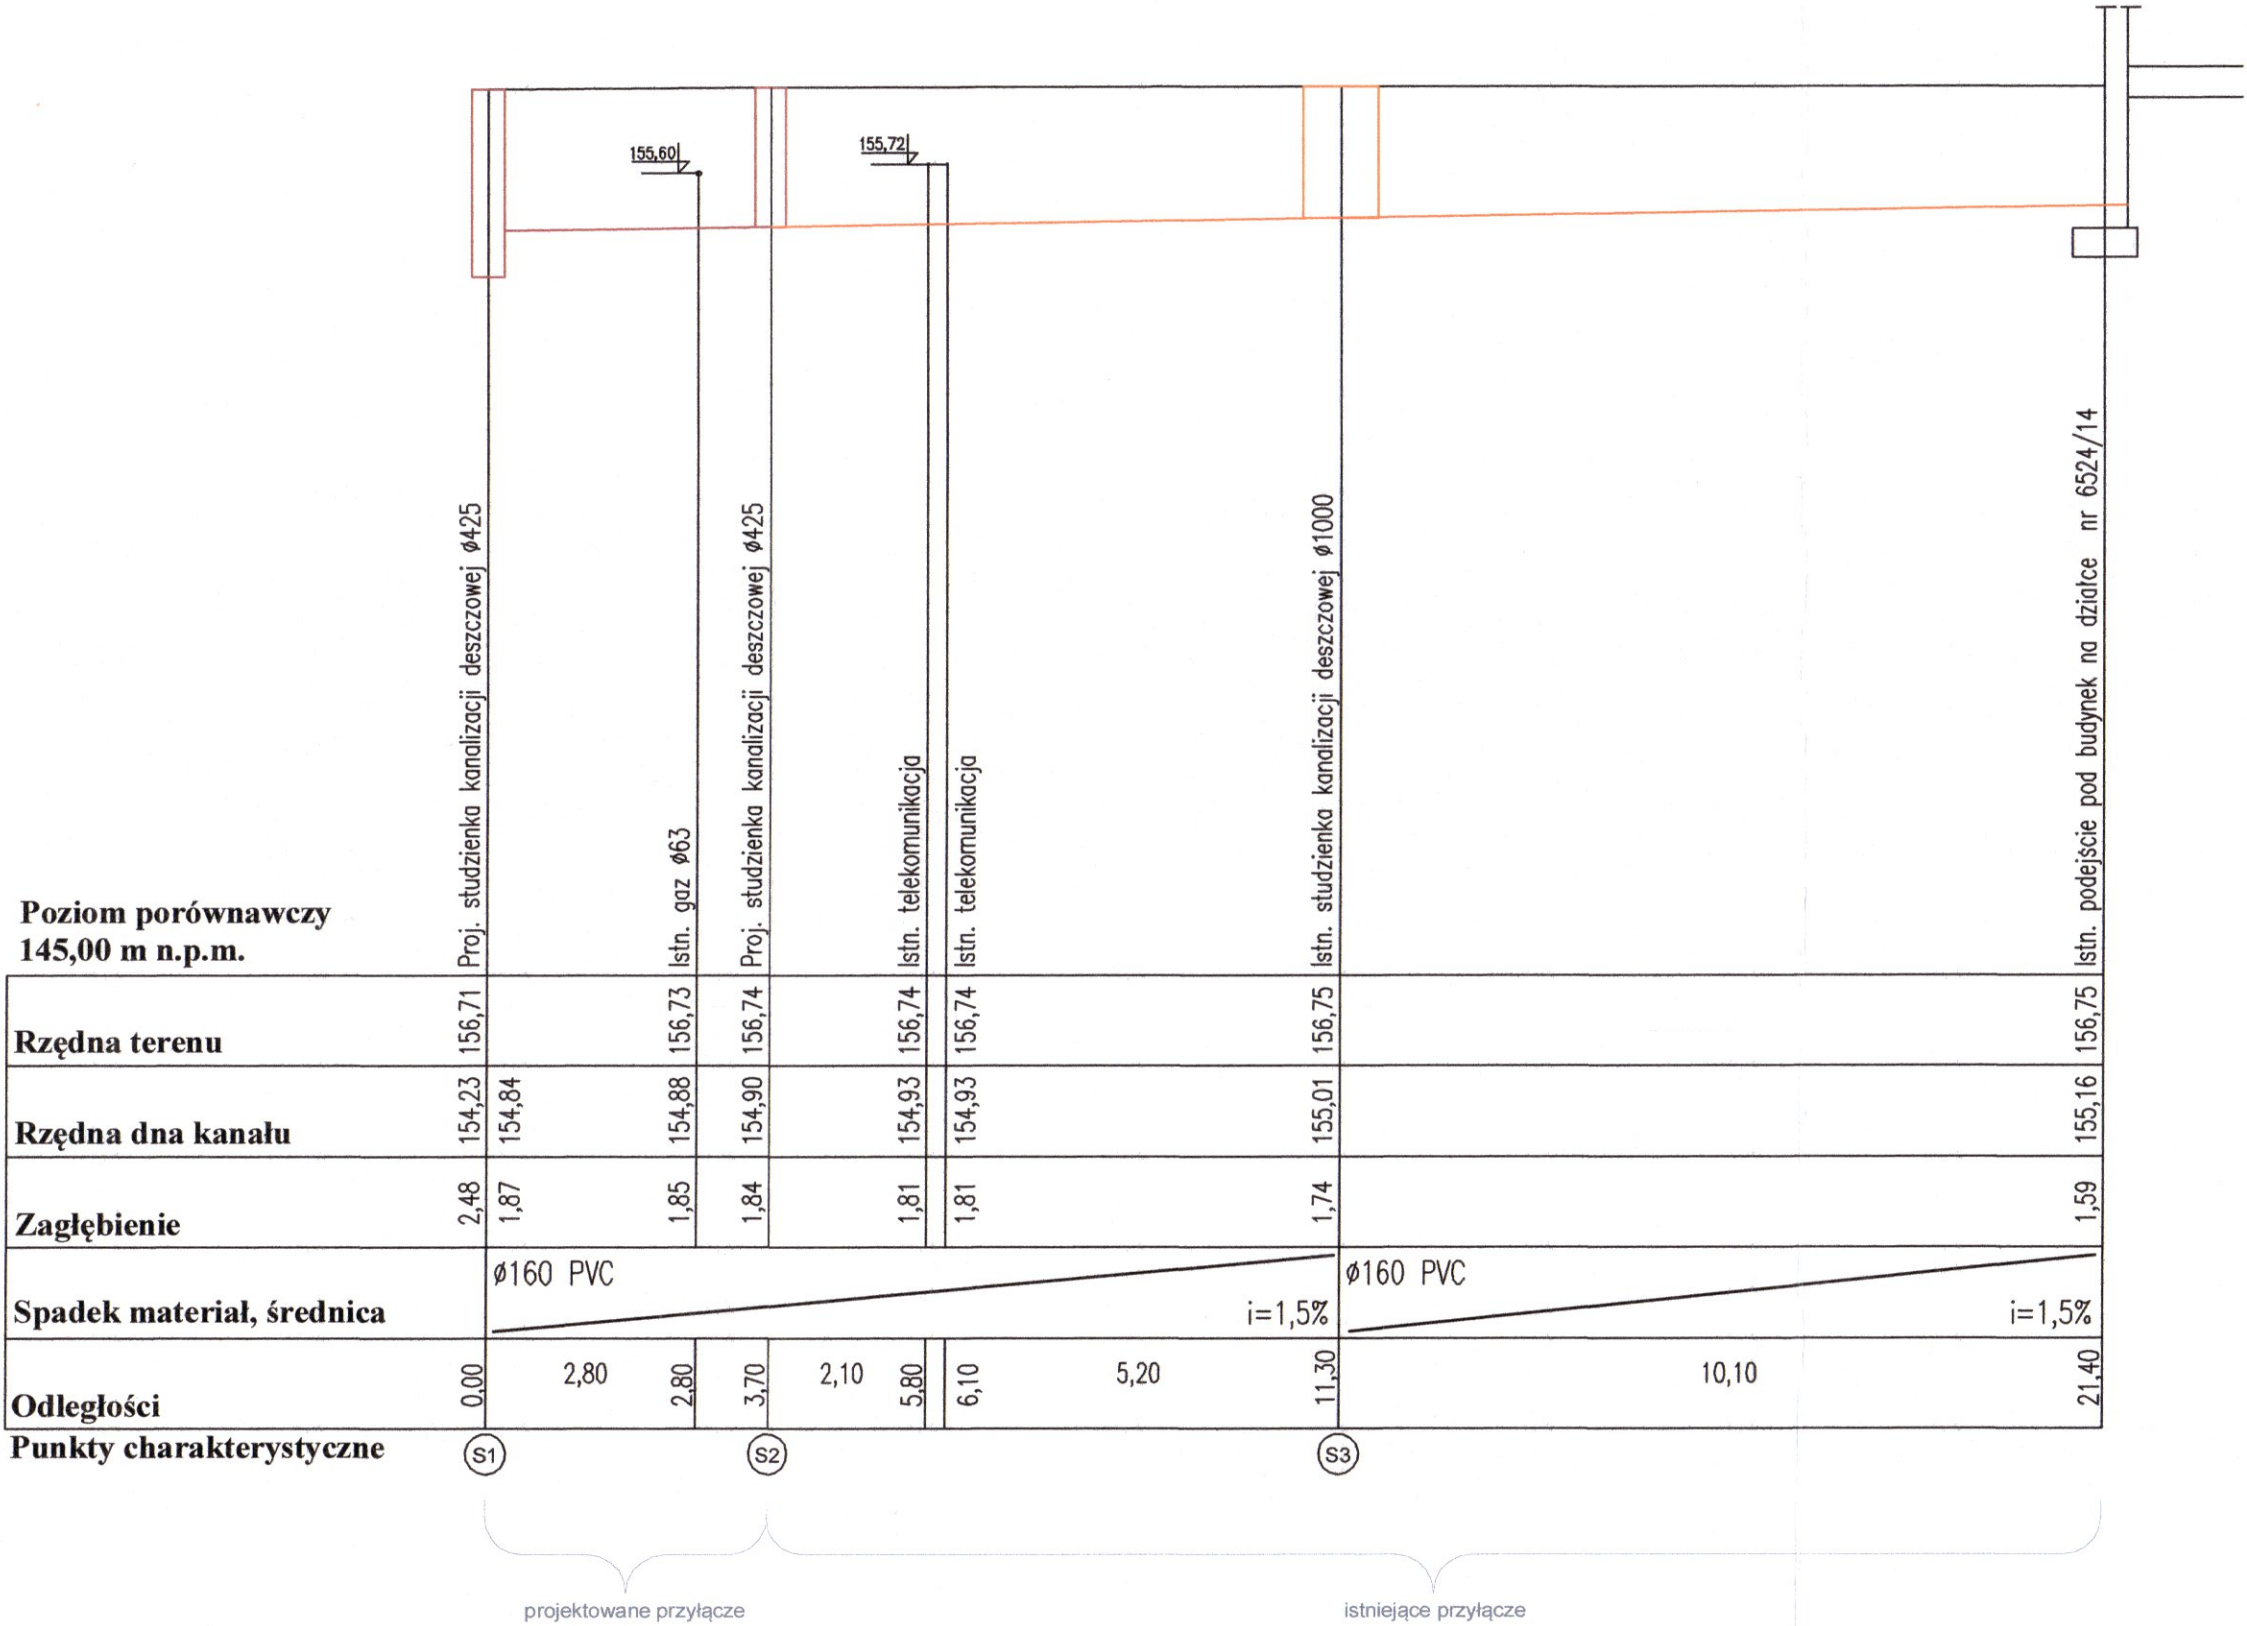 155,60
155,72
Proj. studzienka kanalizacji deszczowej ø425
Istn. gaz ø63
Proj. studzienka kanalizacji deszczowej ø425
Istn. telekomunikacja
Istn. telekomunikacja
Istn. studzienka kanalizacji deszczowej ø1000
Istn. podejście pod budynek na działce nr 6524/14
Poziom porównawczy
145,00 m n.p.m.
Rzędna terenu
156,71
156,73
156,74
156,74
156,74
156,75
156,75
Rzędna dna kanału
154,23
154,84
154,88
154,90
154,93
154,93
155,01
155,16
Zagłębienie
2,48
1,87
1,85
1,84
1,81
1,81
1,74
1,59
Spadek materiał, średnica
ø160 PVC
i=1,5%
ø160 PVC
i=1,5%
Odległości
0,00
2,80
2,80
3,70
2,10
5,80
6,10
5,20
11,30
10,10
21,40
Punkty charakterystyczne
S1
S2
S3
projektowane przyłącze
istniejące przyłącze